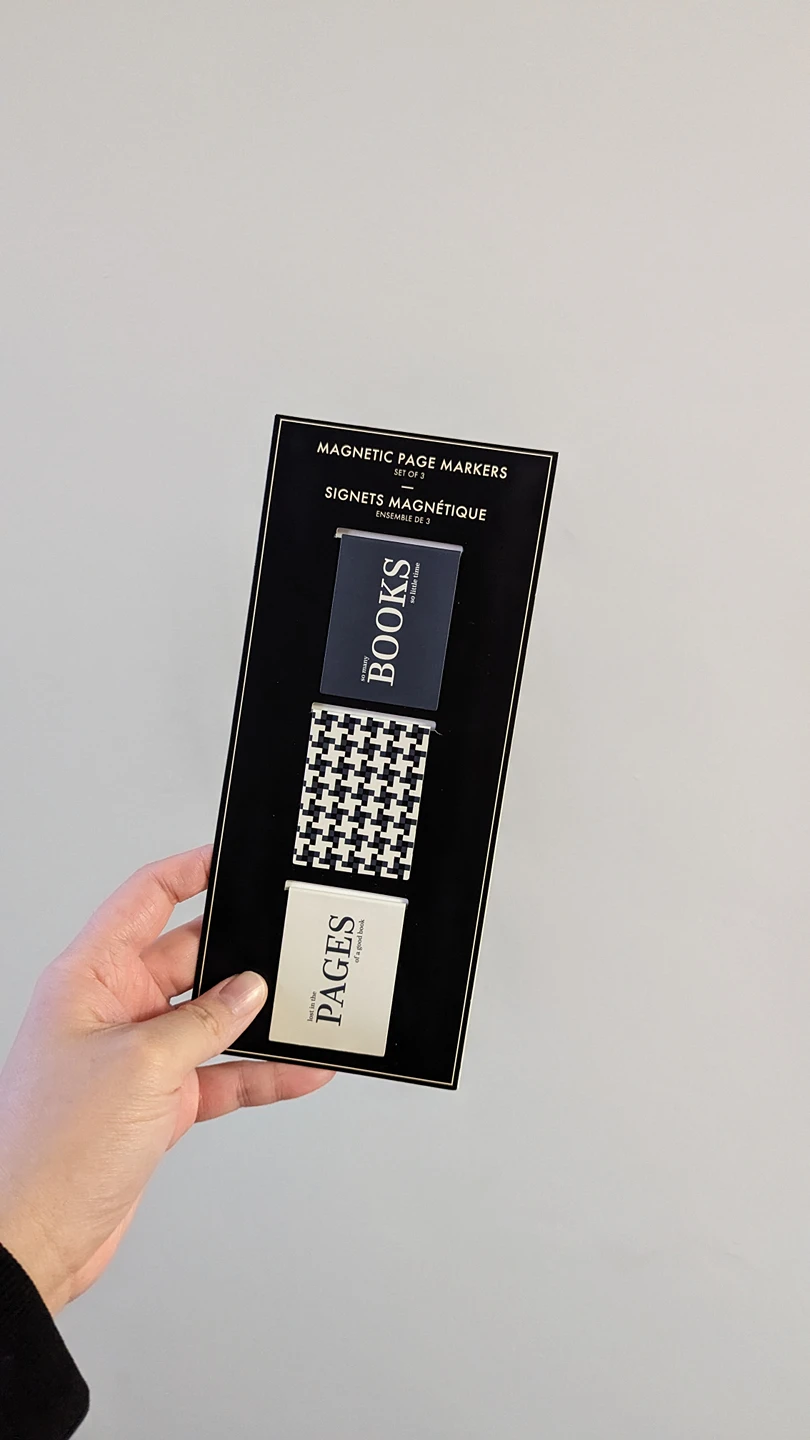 MAGNETIC PAGE MARKERS
SET OF 3
SIGNETS MAGNÉTIQUE
ENSEMBLE DE 3
so many
BOOKS
so little time
lost in the
PAGES
of a good book